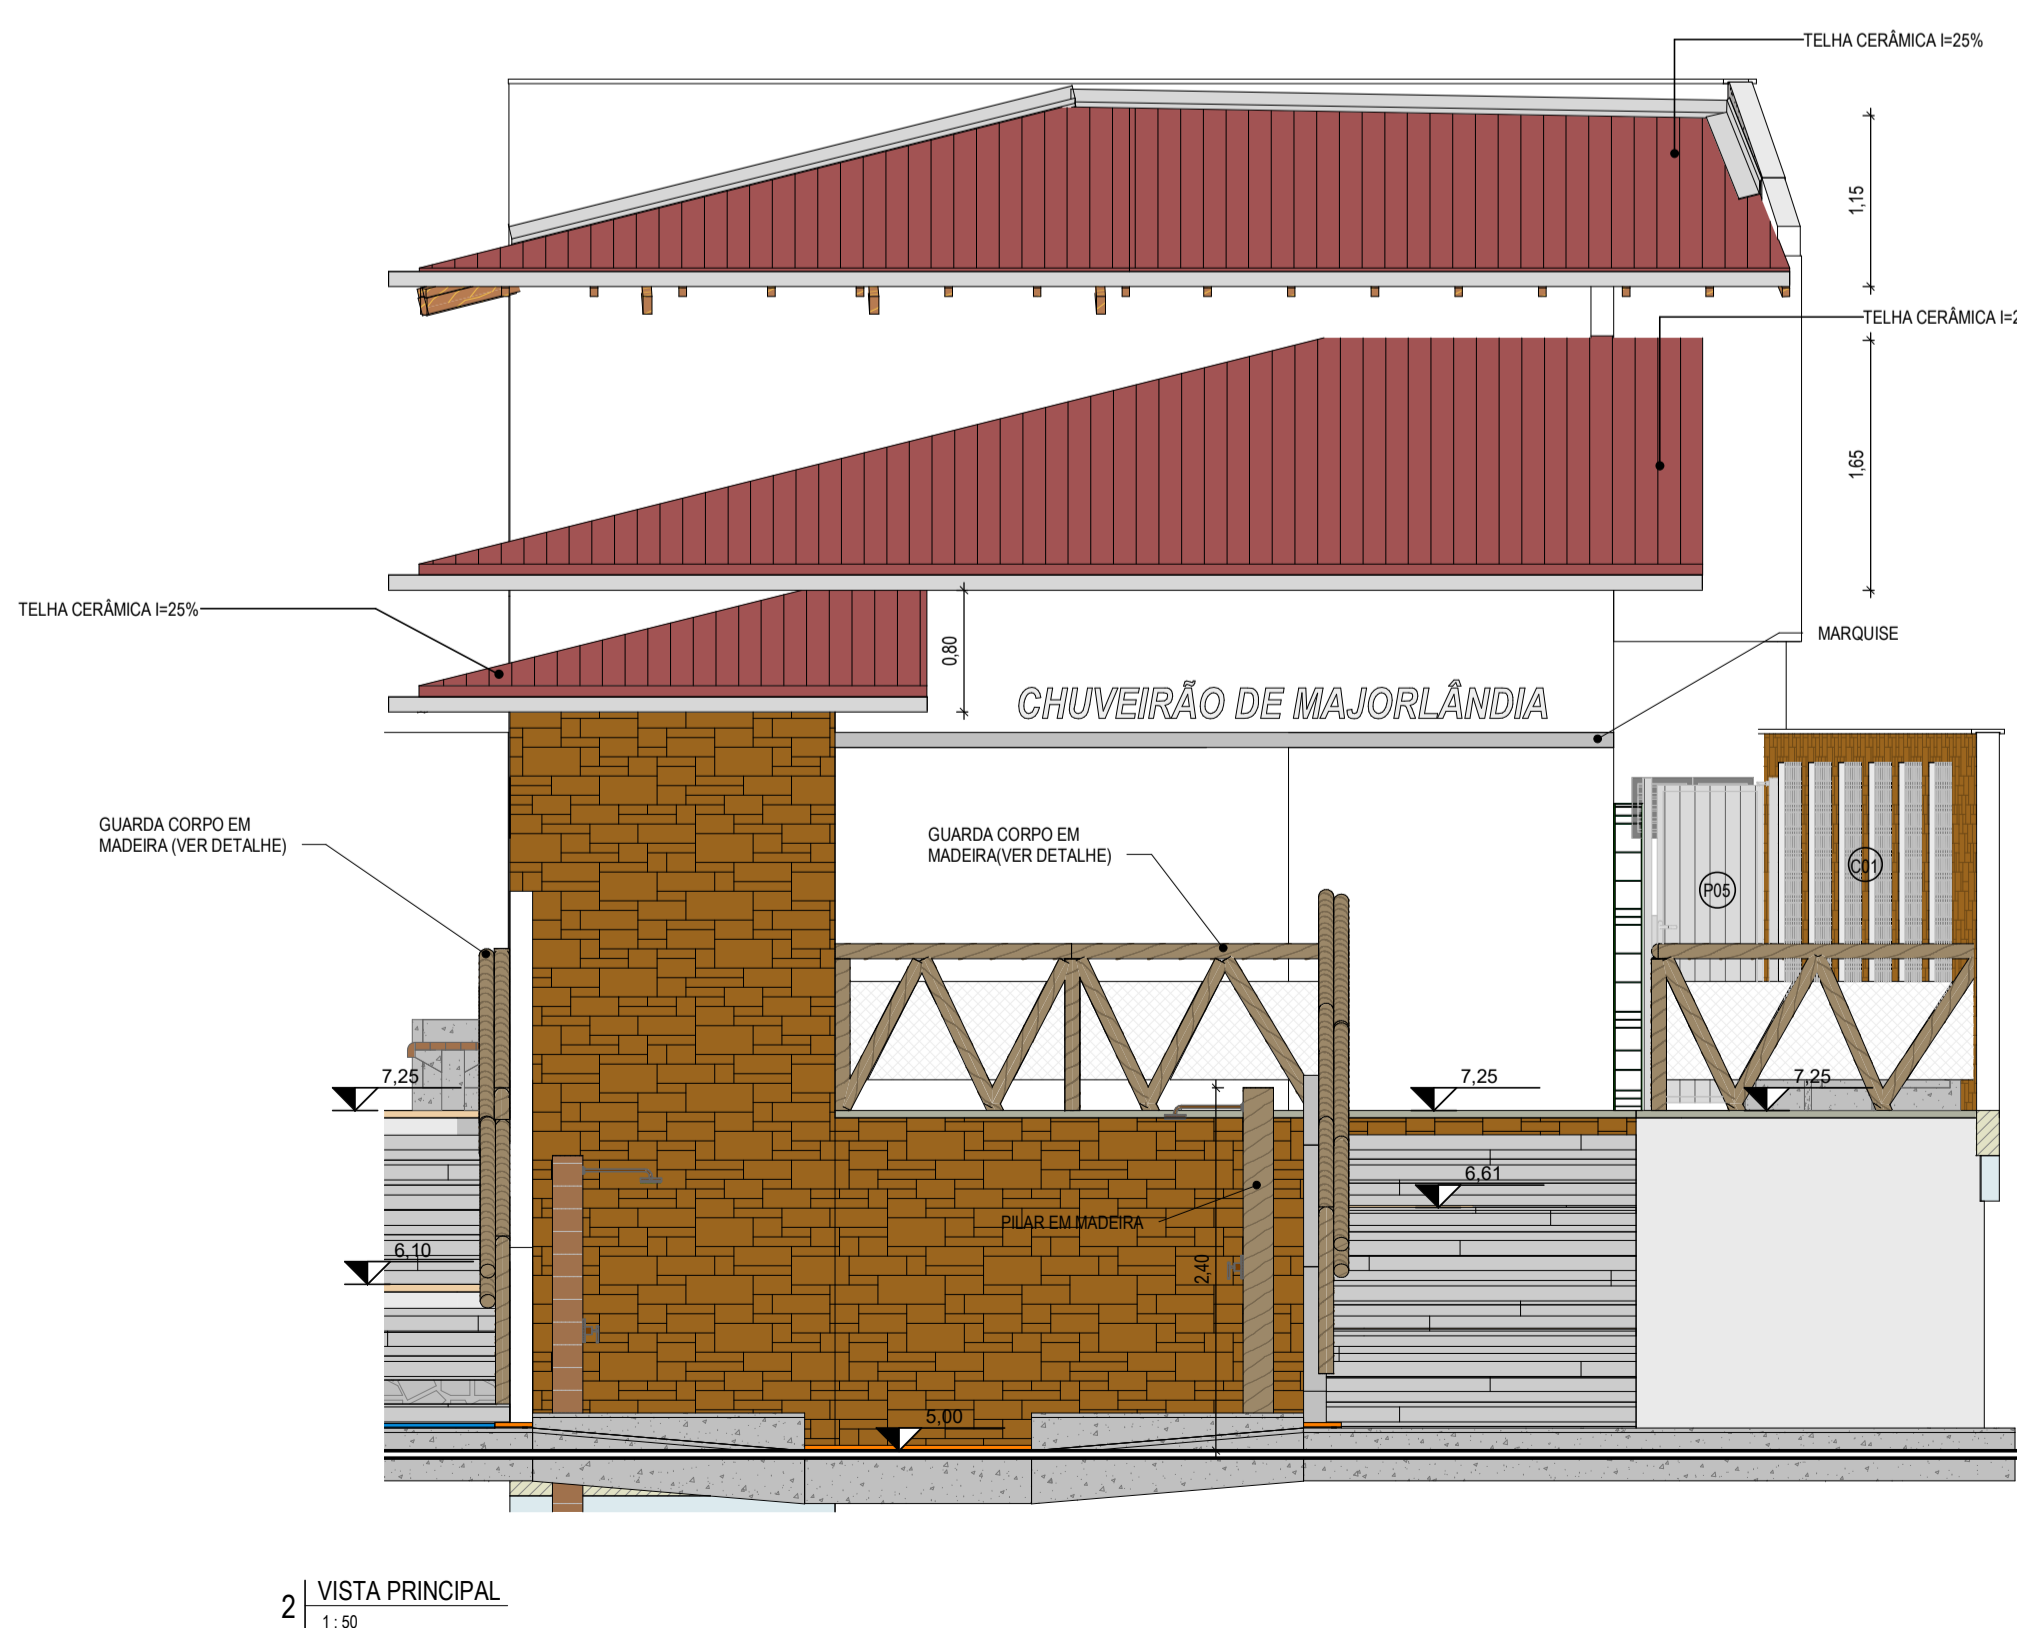 TELHA CERÂMICA I=25%
1,15
TELHA CERÂMICA I=2
1,65
TELHA CERÂMICA I=25%
0,80
MARQUISE
CHUVEIRÃO DE MAJORLÂNDIA
GUARDA CORPO EM
MADEIRA (VER DETALHE)
GUARDA CORPO EM
MADEIRA(VER DETALHE)
C01
P05
7,25
7,25
7,25
6,61
PILAR EM MADEIRA
6,10
2,40
5,00
2
VISTA PRINCIPAL
1 : 50